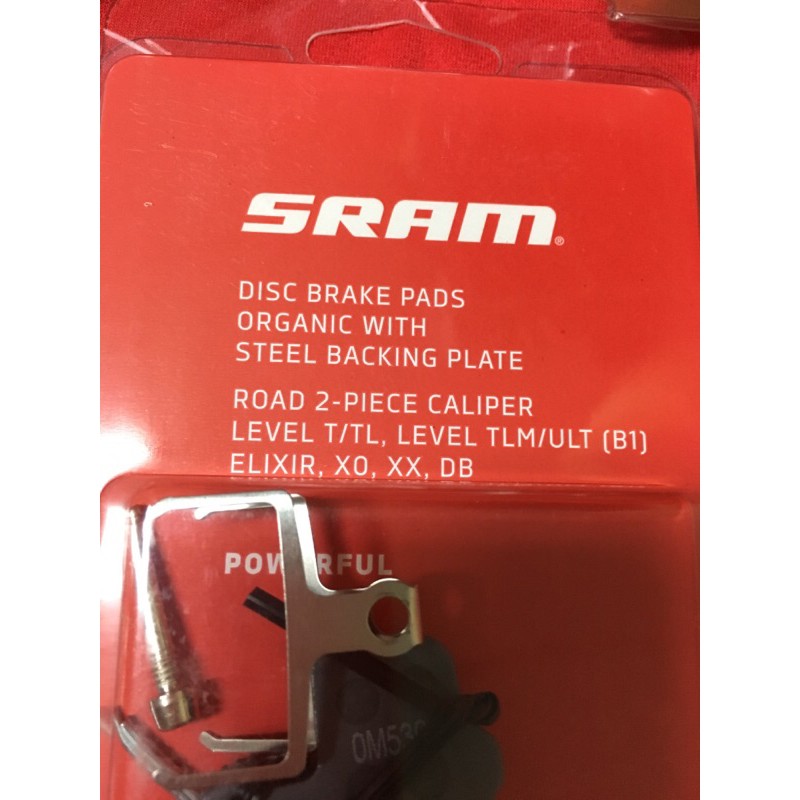 SRAM®
DISC BRAKE PADS
ORGANIC WITH
STEEL BACKING PLATE
ROAD 2-PIECE CALIPER
LEVEL T/TL, LEVEL TLM/ULT (B1)
ELIXIR, X0, XX, DB
POWERFUL